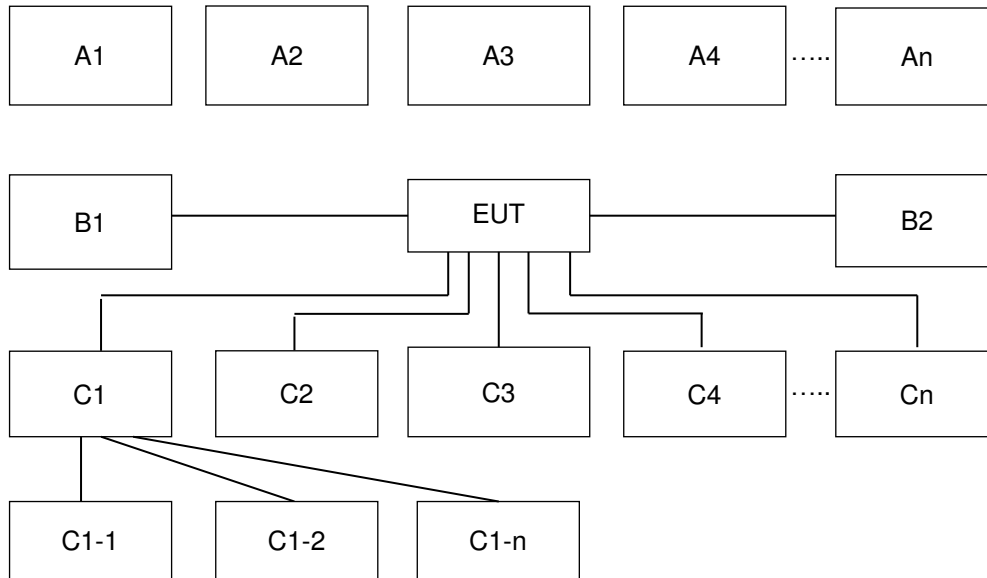 A1 A2 A3 A4 ….. An
B1 EUT B2
C1 C2 C3 C4 ….. Cn
C1-1 C1-2 C1-n